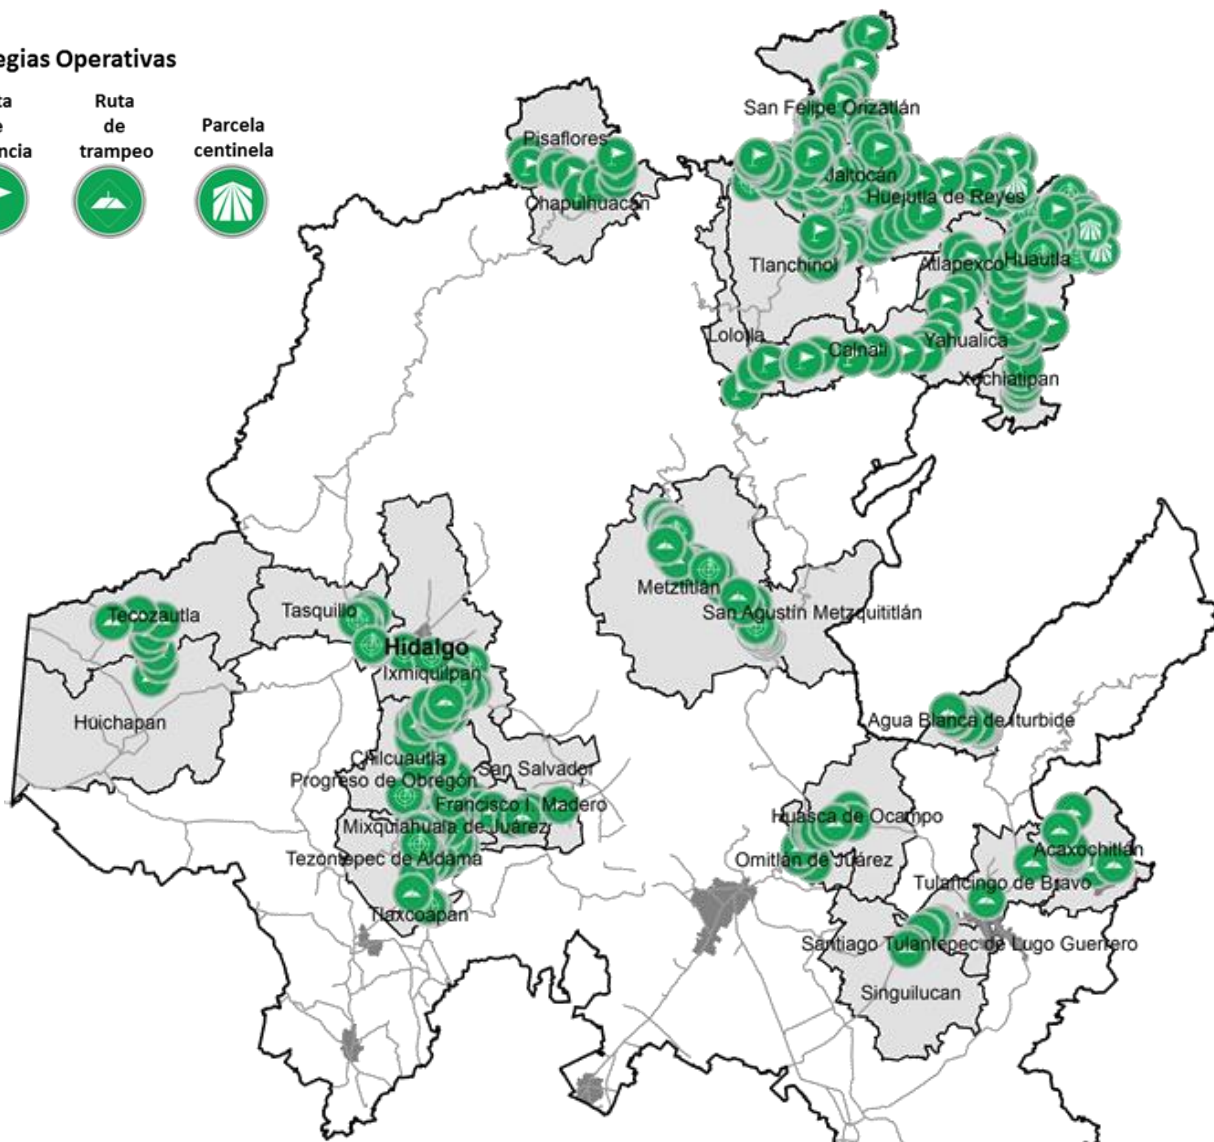 egias Operativas
ta
e
ncia
Ruta
de
trampeo
Parcela
centinela
San Felipe Orizatlán
Pisaflores
Jaltocán
Huejutla de Reyes
Chapulhuacán
Tlanchinol
Atlapexco
Huautla
Lolotla
Calnali
Yahualica
Xochiatipan
Metztitlán
San Agustín Metzquititlán
Tecozautla
Tasquillo
Hidalgo
Ixmiquilpan
Huichapan
Agua Blanca de Iturbide
Chilcuautla
San Salvador
Progreso de Obregón
Francisco I. Madero
Huasca de Ocampo
Mixquiahuala de Juárez
Acaxochitlán
Tezontepec de Aldama
Omitlán de Juárez
Tulancingo de Bravo
Tlaxcoapan
Santiago Tulantepec de Lugo Guerrero
Singuilucan